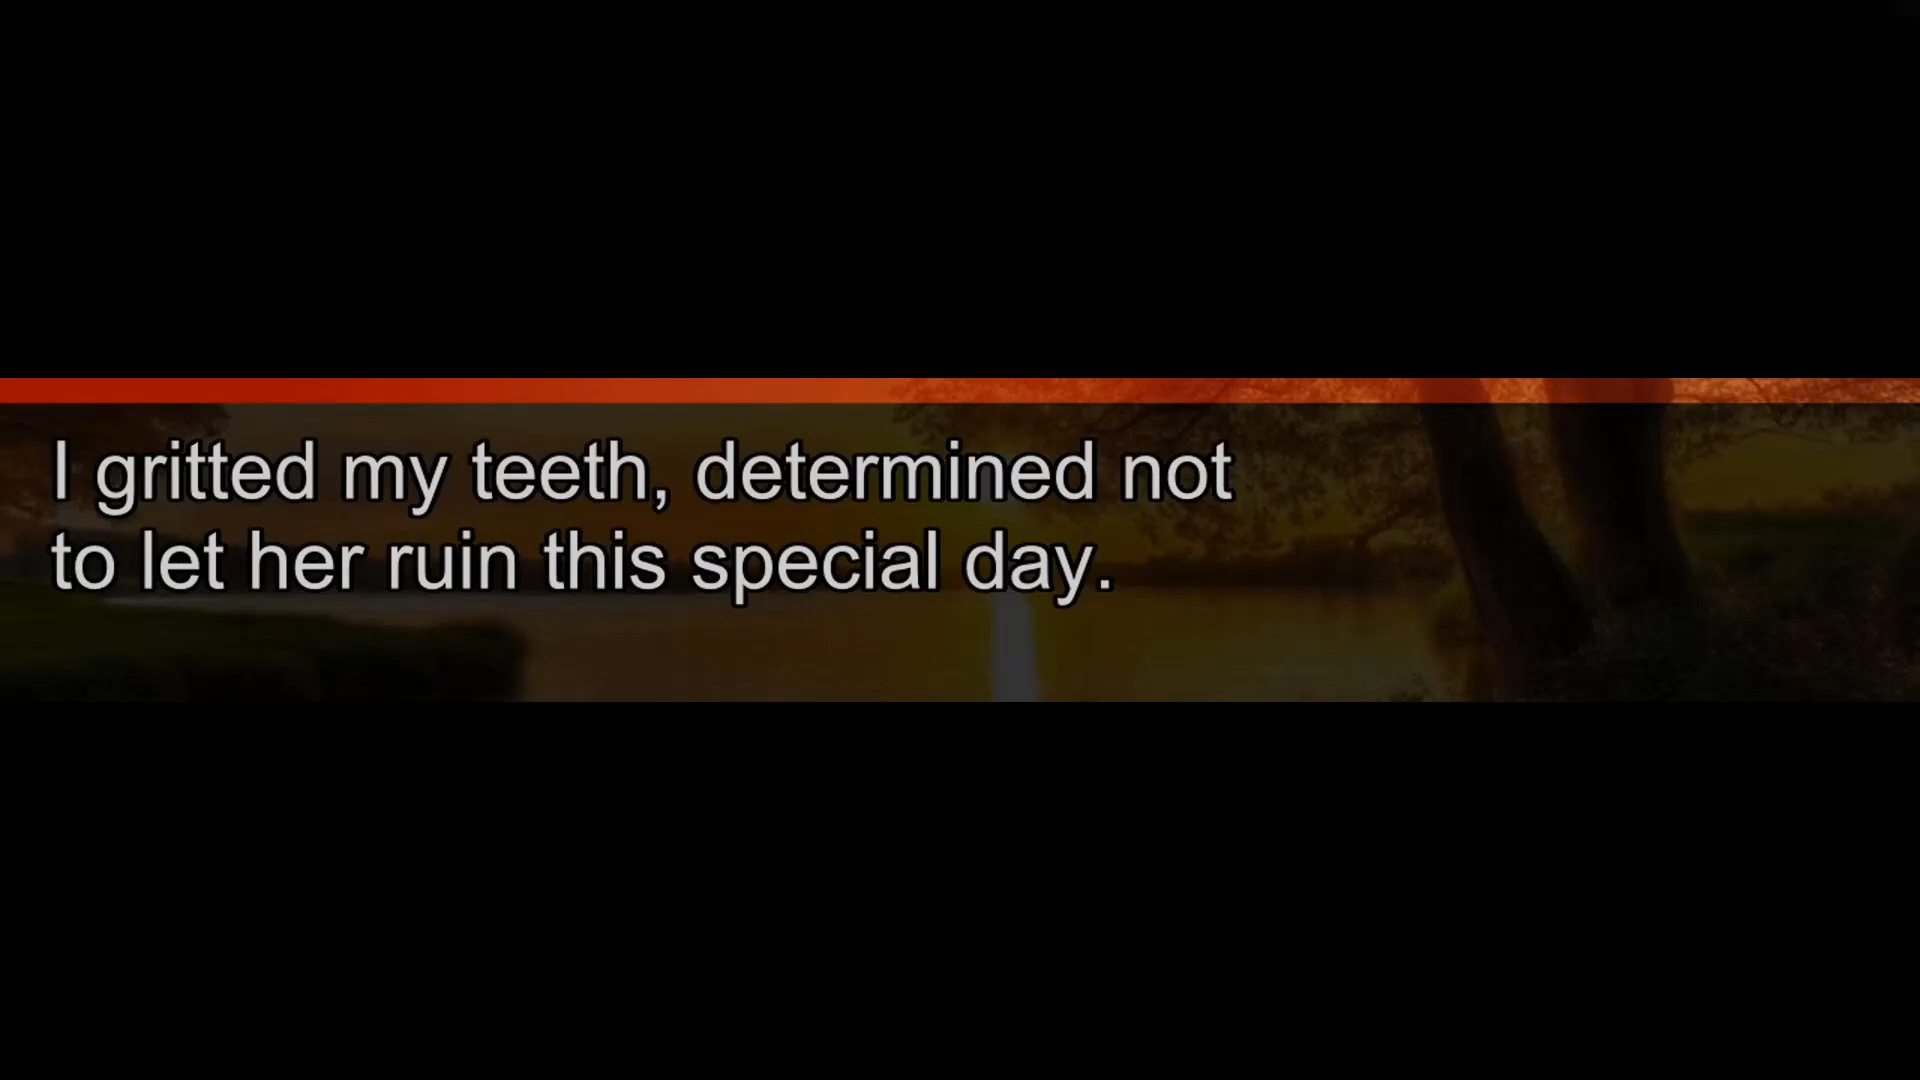 I gritted my teeth, determined not
to let her ruin this special day.